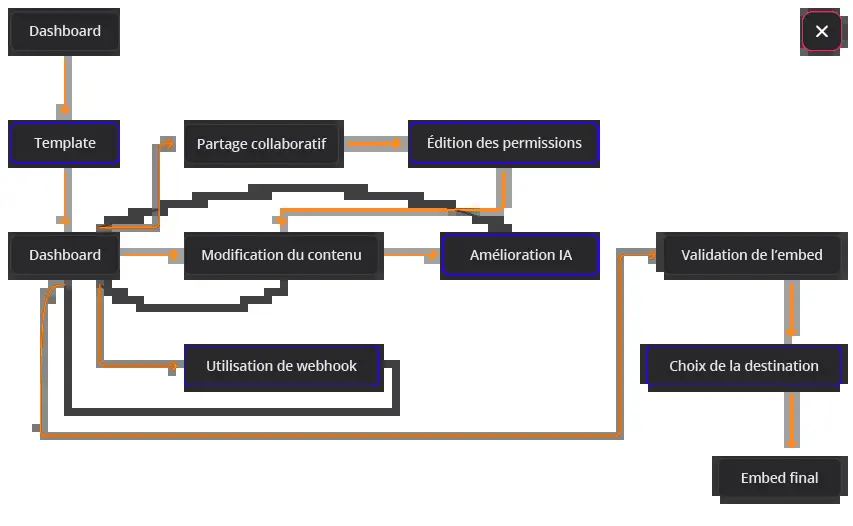 Dashboard
Template
Partage collaboratif
Édition des permissions
Dashboard
Modification du contenu
Amélioration IA
Validation de l’embed
Utilisation de webhook
Choix de la destination
Embed final